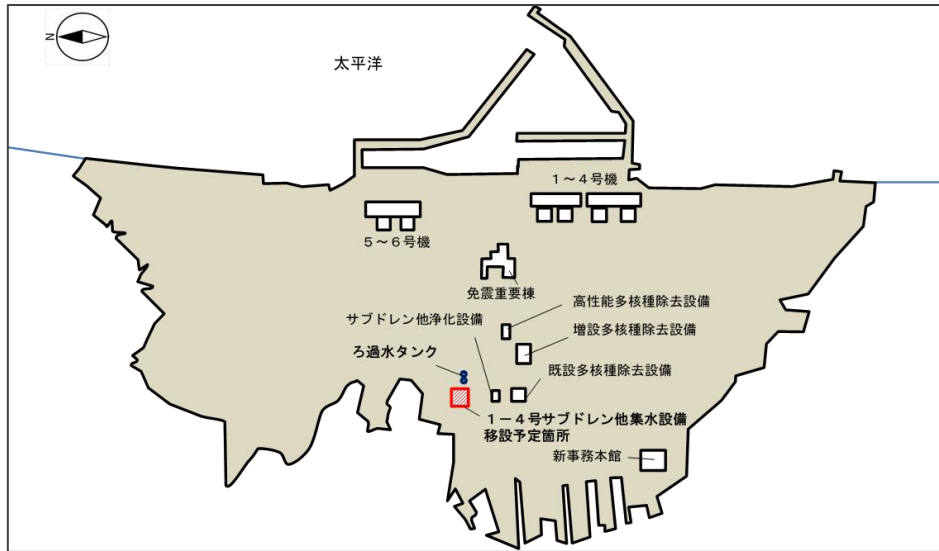 N
太平洋
１～４号機
５～６号機
免震重要棟
高性能多核種除去設備
サブドレン他浄化設備
増設多核種除去設備
ろ過水タンク
既設多核種除去設備
１－４号サブドレン他集水設備
移設予定箇所
新事務本館